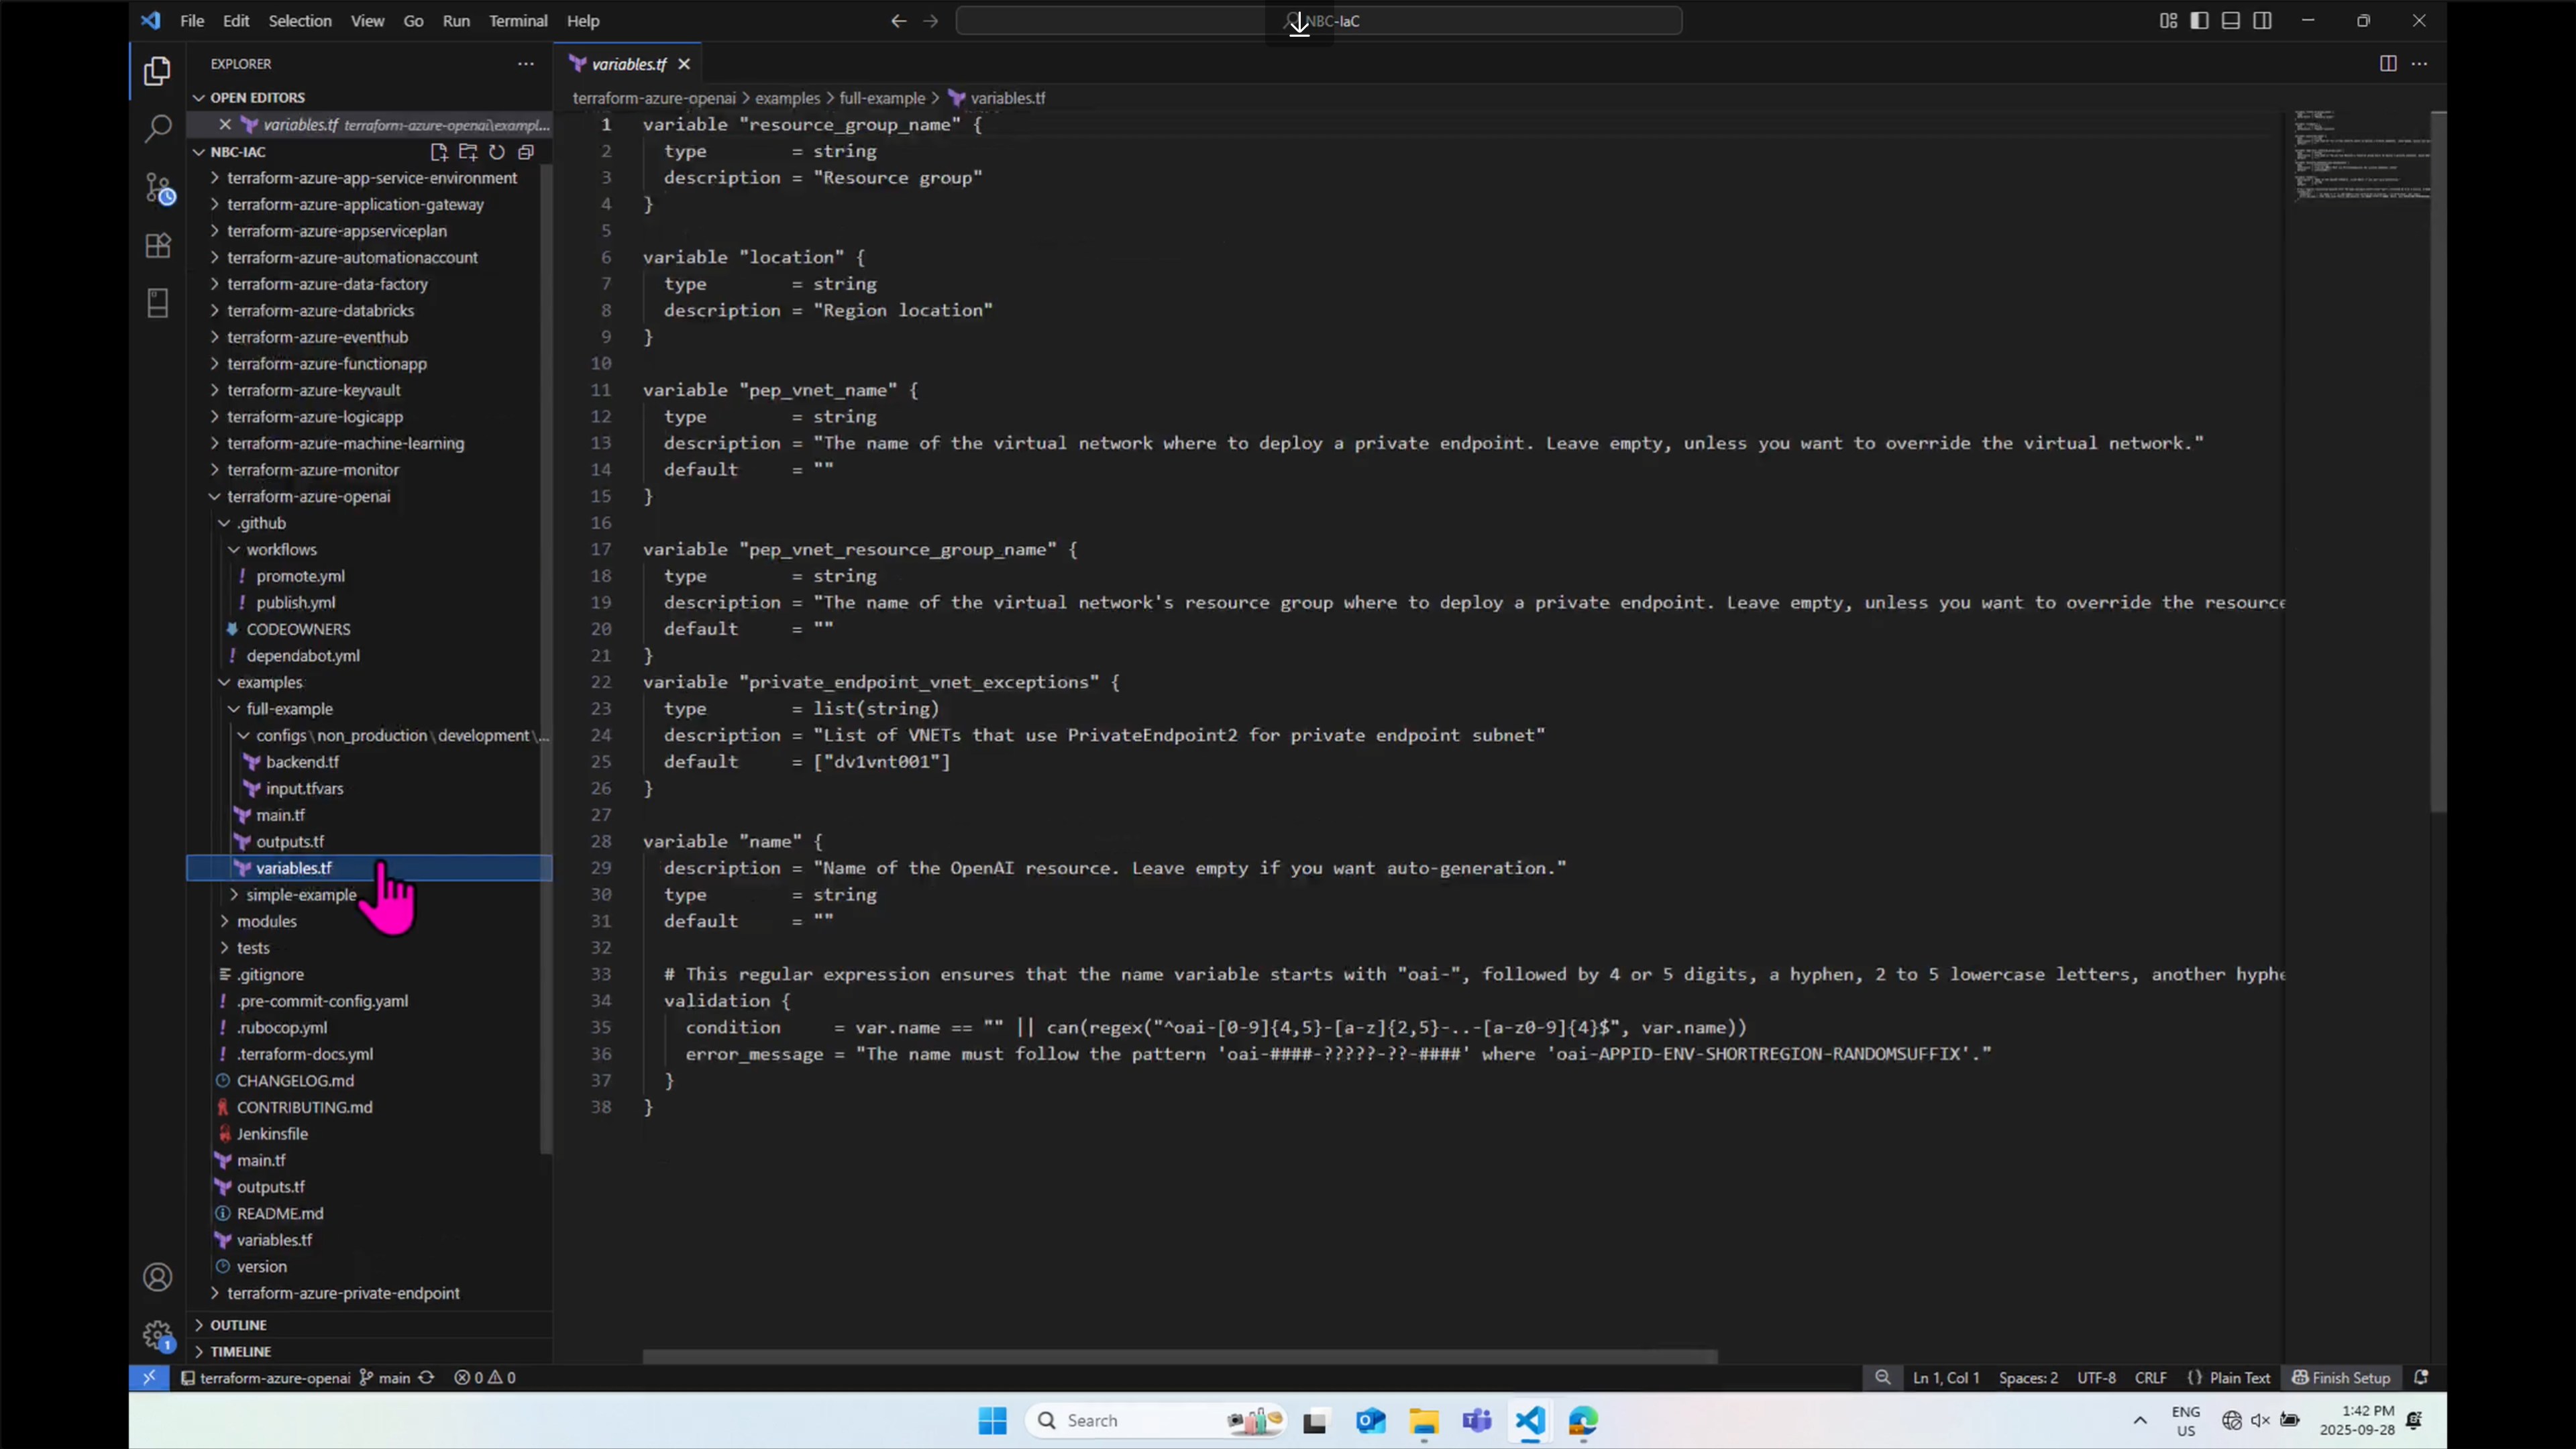 File Edit Selection View Go Run Terminal Help
NBC-IaC
EXPLORER
OPEN EDITORS
variables.tf terraform-azure-openai\exampl...
NBC-IAC
terraform-azure-app-service-environment
terraform-azure-application-gateway
terraform-azure-appserviceplan
terraform-azure-automationaccount
terraform-azure-data-factory
terraform-azure-databricks
terraform-azure-eventhub
terraform-azure-functionapp
terraform-azure-keyvault
terraform-azure-logicapp
terraform-azure-machine-learning
terraform-azure-monitor
terraform-azure-openai
.github
workflows
promote.yml
publish.yml
CODEOWNERS
dependabot.yml
examples
full-example
configs\non_production\development\...
backend.tf
input.tfvars
main.tf
outputs.tf
variables.tf
simple-example
modules
tests
.gitignore
.pre-commit-config.yaml
.rubocop.yml
.terraform-docs.yml
CHANGELOG.md
CONTRIBUTING.md
Jenkinsfile
main.tf
outputs.tf
README.md
variables.tf
version
terraform-azure-private-endpoint
OUTLINE
TIMELINE
variables.tf
terraform-azure-openai > examples > full-example > variables.tf
1 variable "resource_group_name" {
2 type = string
3 description = "Resource group"
4 }
5
6 variable "location" {
7 type = string
8 description = "Region location"
9 }
10
11 variable "pep_vnet_name" {
12 type = string
13 description = "The name of the virtual network where to deploy a private endpoint. Leave empty, unless you want to override the virtual network."
14 default = ""
15 }
16
17 variable "pep_vnet_resource_group_name" {
18 type = string
19 description = "The name of the virtual network's resource group where to deploy a private endpoint. Leave empty, unless you want to override the resource
20 default = ""
21 }
22 variable "private_endpoint_vnet_exceptions" {
23 type = list(string)
24 description = "List of VNETs that use PrivateEndpoint2 for private endpoint subnet"
25 default = ["dv1vnt001"]
26 }
27
28 variable "name" {
29 description = "Name of the OpenAI resource. Leave empty if you want auto-generation."
30 type = string
31 default = ""
32
33 # This regular expression ensures that the name variable starts with "oai-", followed by 4 or 5 digits, a hyphen, 2 to 5 lowercase letters, another hyphe
34 validation {
35 condition = var.name == "" || can(regex("^oai-[0-9]{4,5}-[a-z]{2,5}-..-[a-z0-9]{4}$", var.name))
36 error_message = "The name must follow the pattern 'oai-####-?????-??-####' where 'oai-APPID-ENV-SHORTREGION-RANDOMSUFFIX'."
37 }
38 }
1
terraform-azure-openai main 0 0 Ln 1, Col 1 Spaces: 2 UTF-8 CRLF {} Plain Text Finish Setup
Search
ENG
US
1:42 PM
2025-09-28